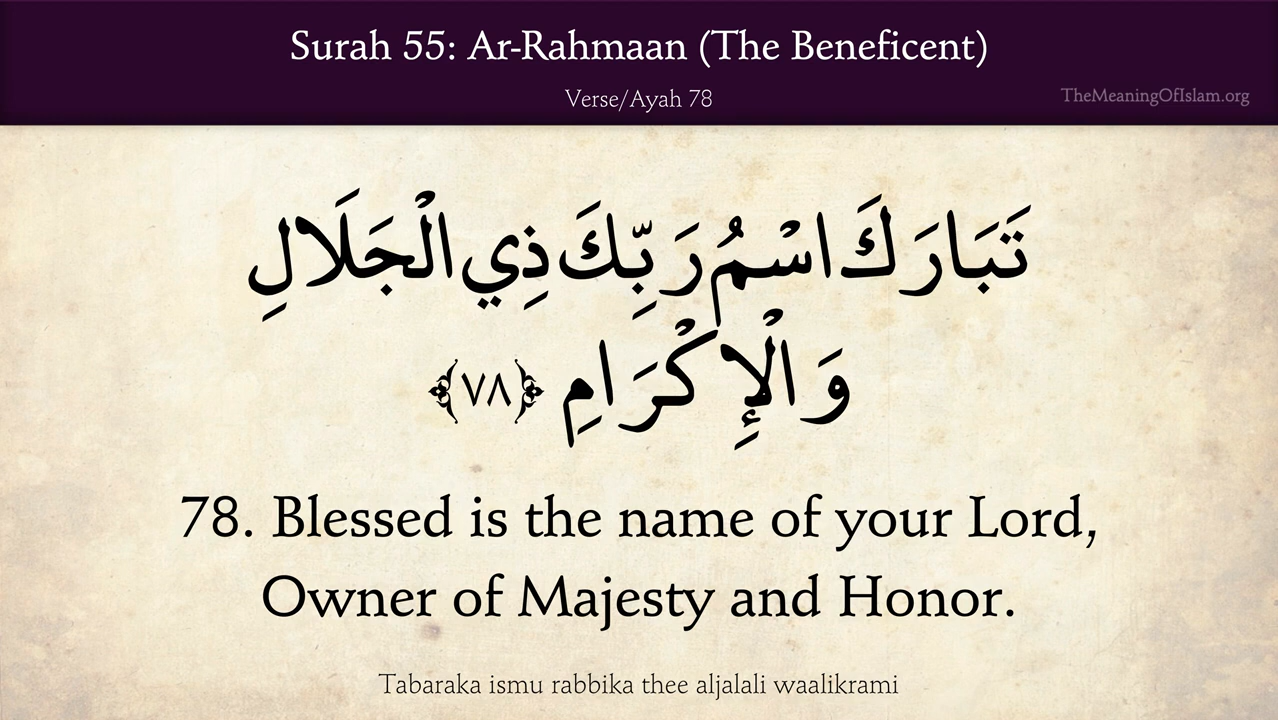 Surah 55: Ar-Rahmaan (The Beneficent)
Verse/Ayah 78
TheMeaningOfIslam.org
تَبَارَكَ اسْمُ رَبِّكَ ذِي الْجَلَالِ
وَالْإِكْرَامِ ﴿٧٨﴾
78. Blessed is the name of your Lord,
Owner of Majesty and Honor.
Tabaraka ismu rabbika thee aljalali waalikrami